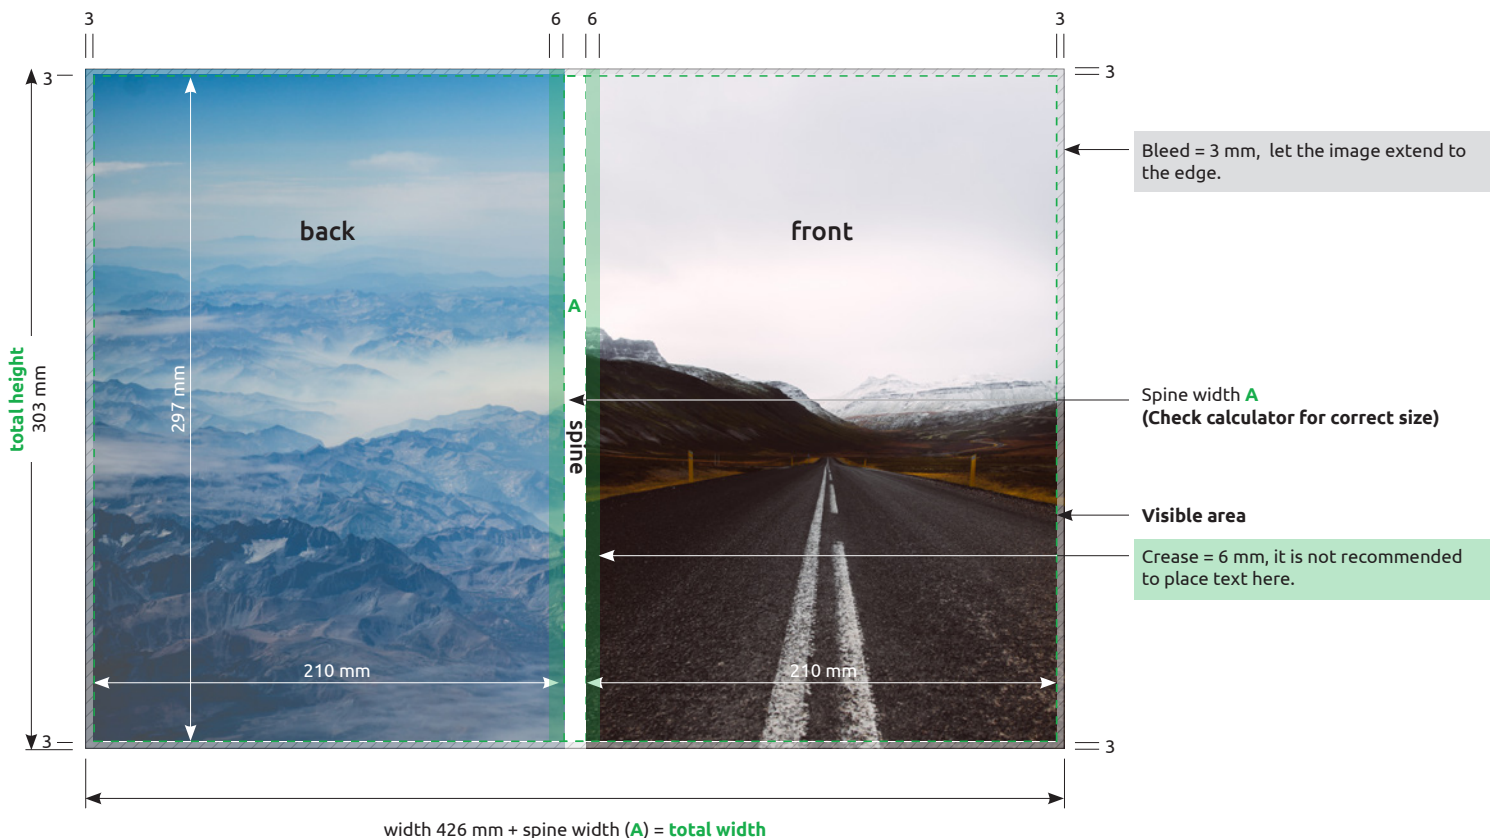 3
6
6
3
3
3
Bleed = 3 mm,  let the image extend to
the edge.
back
front
A
total height
303 mm
297 mm
Spine width A
(Check calculator for correct size)
spine
Visible area
Crease = 6 mm, it is not recommended
to place text here.
210 mm
210 mm
3
3
width 426 mm + spine width (A) = total width